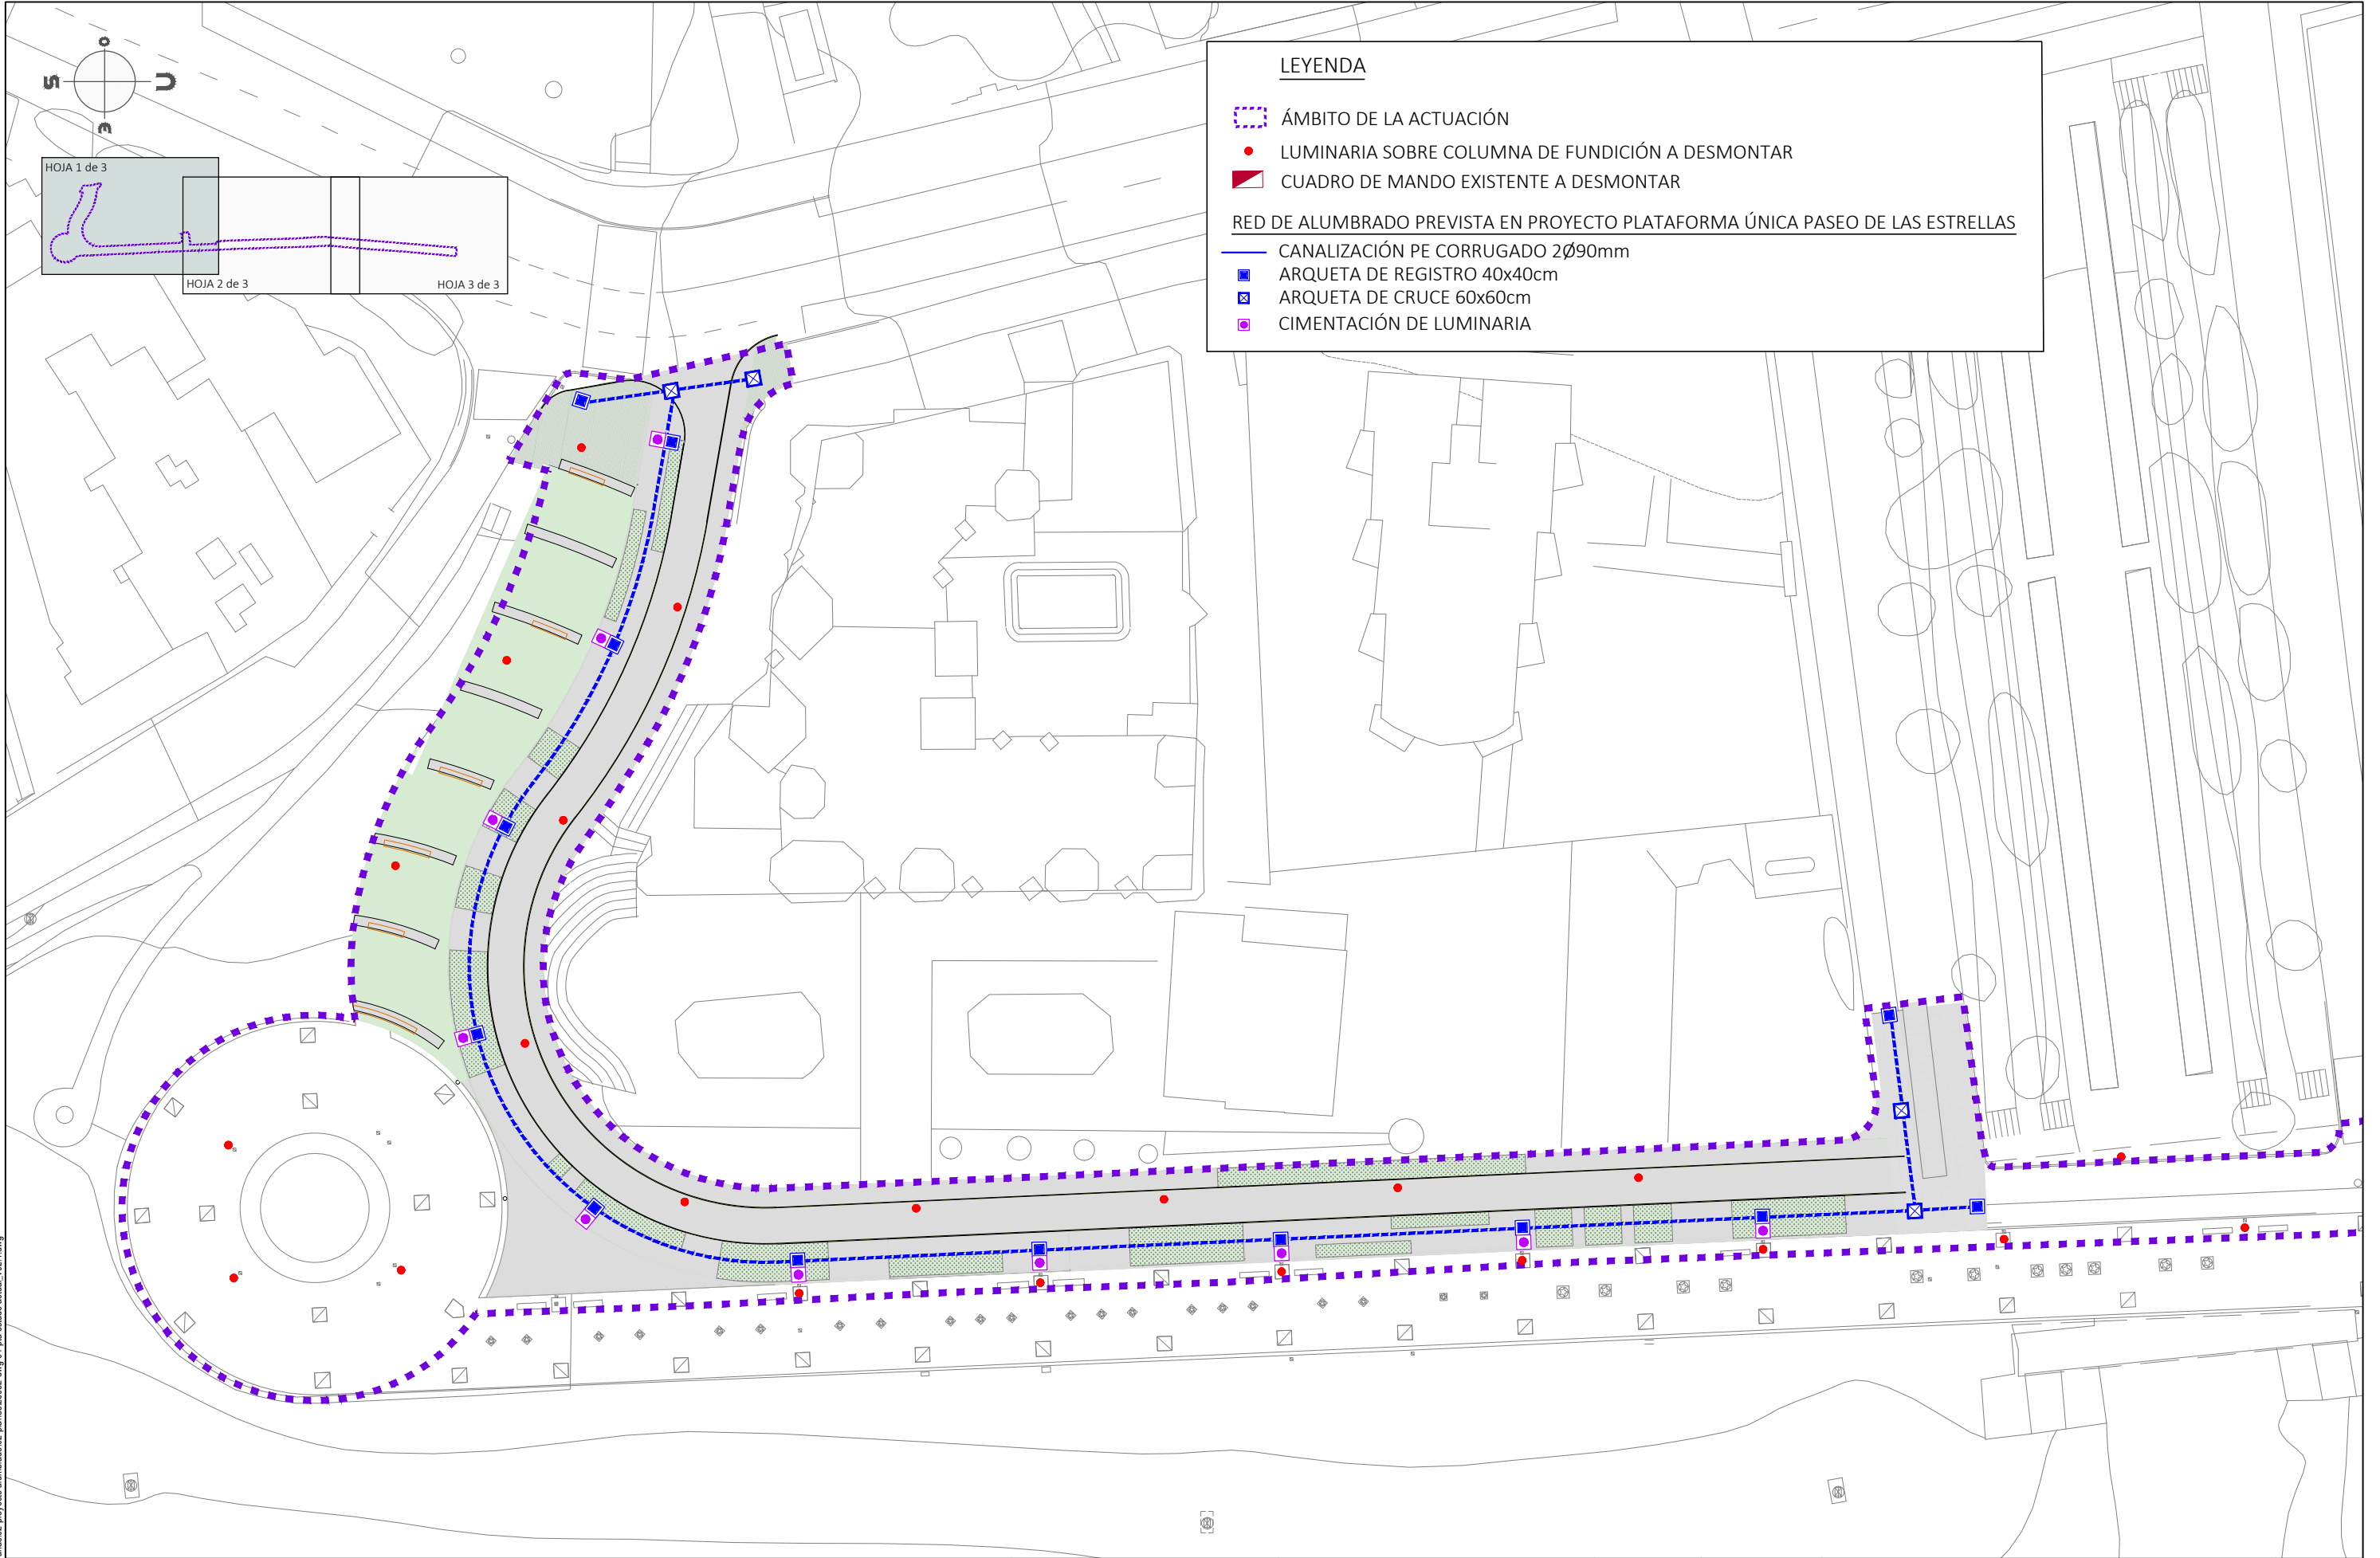 O
S
N
E
HOJA 1 de 3
HOJA 2 de 3
HOJA 3 de 3
LEYENDA
ÁMBITO DE LA ACTUACIÓN
LUMINARIA SOBRE COLUMNA DE FUNDICIÓN A DESMONTAR
CUADRO DE MANDO EXISTENTE A DESMONTAR
RED DE ALUMBRADO PREVISTA EN PROYECTO PLATAFORMA ÚNICA PASEO DE LAS ESTRELLAS
CANALIZACIÓN PE CORRUGADO 2Ø90mm
ARQUETA DE REGISTRO 40x40cm
ARQUETA DE CRUCE 60x60cm
CIMENTACIÓN DE LUMINARIA